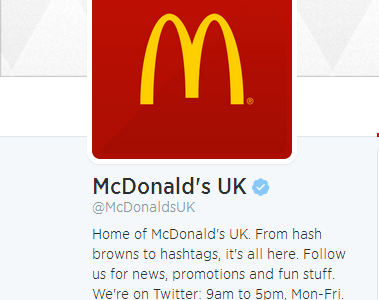 McDonald's UK
@McDonaldsUK
Home of McDonald's UK. From hash
browns to hashtags, it's all here. Follow
us for news, promotions and fun stuff.
We're on Twitter: 9am to 5pm, Mon-Fri.